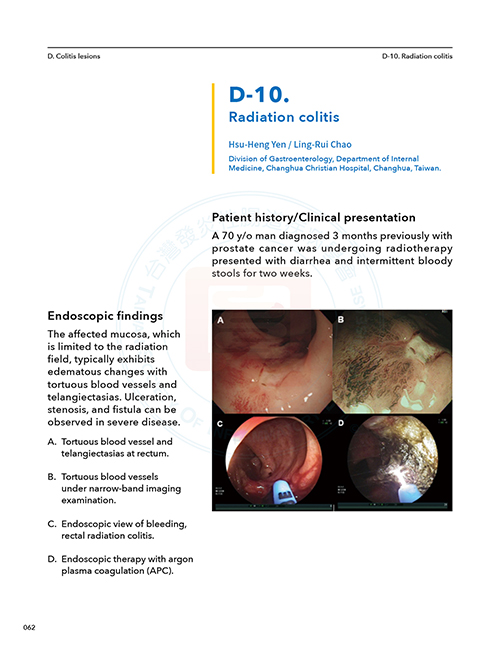 D. Colitis lesions
D-10. Radiation colitis
D-10.
Radiation colitis
Hsu-Heng Yen / Ling-Rui Chao
Division of Gastroenterology, Department of Internal
Medicine, Changhua Christian Hospital, Changhua, Taiwan.
Patient history/Clinical presentation
A 70 y/o man diagnosed 3 months previously with
prostate cancer was undergoing radiotherapy
presented with diarrhea and intermittent bloody
stools for two weeks.
Endoscopic findings
The affected mucosa, which
is limited to the radiation
field, typically exhibits
edematous changes with
tortuous blood vessels and
telangiectasias. Ulceration,
stenosis, and fistula can be
observed in severe disease.
A. Tortuous blood vessel and
telangiectasias at rectum.
B. Tortuous blood vessels
under narrow-band imaging
examination.
C. Endoscopic view of bleeding,
rectal radiation colitis.
D. Endoscopic therapy with argon
plasma coagulation (APC).
A
B
C
D
062